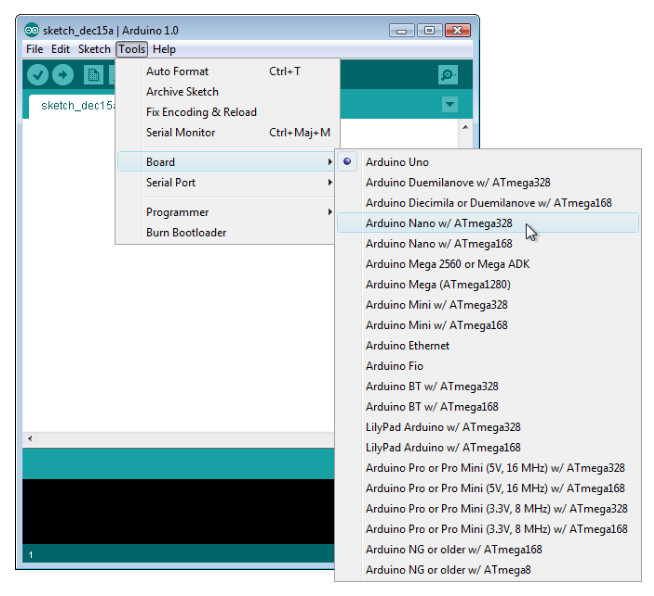 sketch_dec15a | Arduino 1.0
File Edit Sketch Tools Help
sketch_dec15a
Auto Format Ctrl+T
Archive Sketch
Fix Encoding & Reload
Serial Monitor Ctrl+Maj+M
Board
Serial Port
Programmer
Burn Bootloader
Arduino Uno
Arduino Duemilanove w/ ATmega328
Arduino Diecimila or Duemilanove w/ ATmega168
Arduino Nano w/ ATmega328
Arduino Nano w/ ATmega168
Arduino Mega 2560 or Mega ADK
Arduino Mega (ATmega1280)
Arduino Mini w/ ATmega328
Arduino Mini w/ ATmega168
Arduino Ethernet
Arduino Fio
Arduino BT w/ ATmega328
Arduino BT w/ ATmega168
LilyPad Arduino w/ ATmega328
LilyPad Arduino w/ ATmega168
Arduino Pro or Pro Mini (5V, 16 MHz) w/ ATmega328
Arduino Pro or Pro Mini (5V, 16 MHz) w/ ATmega168
Arduino Pro or Pro Mini (3.3V, 8 MHz) w/ ATmega328
Arduino Pro or Pro Mini (3.3V, 8 MHz) w/ ATmega168
Arduino NG or older w/ ATmega168
Arduino NG or older w/ ATmega8
1